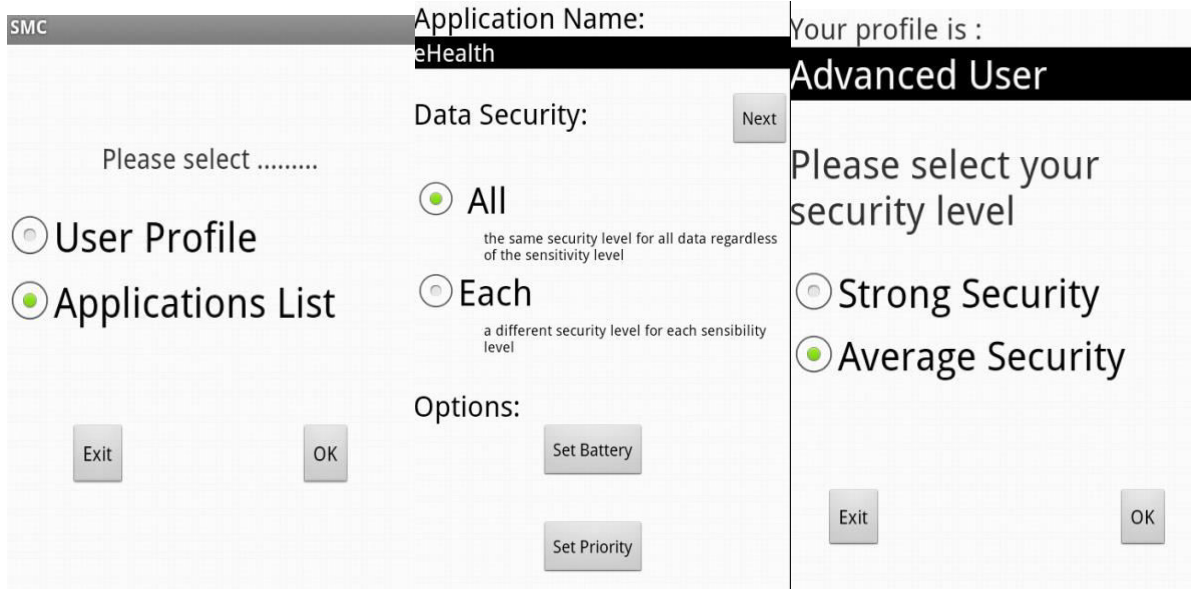 SMC
Please select .........
User Profile
Applications List
Exit
OK
Application Name:
eHealth
Data Security:
Next
All
the same security level for all data regardless
of the sensitivity level
Each
a different security level for each sensibility
level
Options:
Set Battery
Set Priority
Your profile is :
Advanced User
Please select your
security level
Strong Security
Average Security
Exit
OK